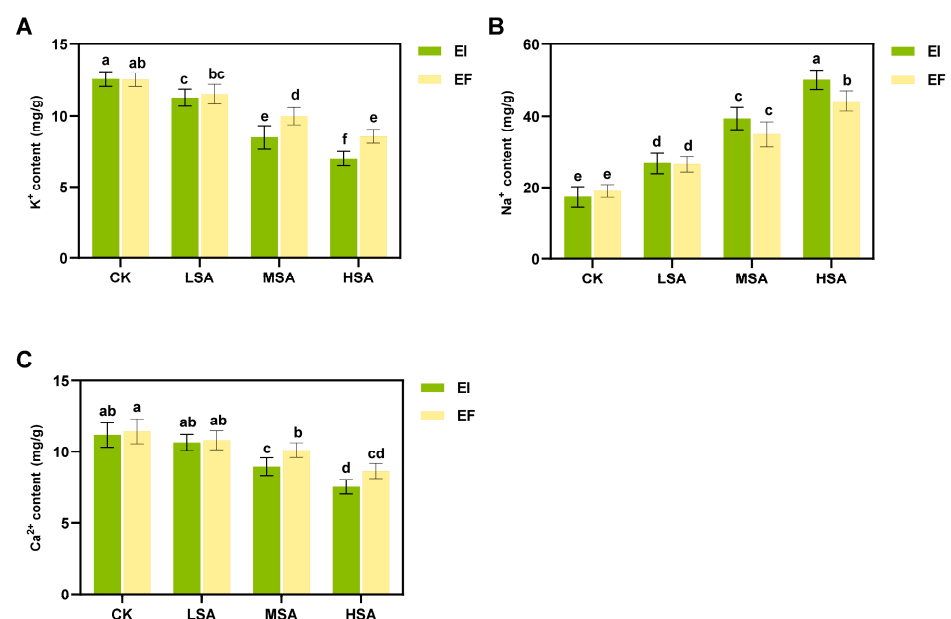 A
K⁺ content (mg/g)
15
10
5
0
a ab c bc e d f e
CK LSA MSA HSA
EI
EF
B
Na⁺ content (mg/g)
60
40
20
0
e e d d c c a b
CK LSA MSA HSA
EI
EF
C
Ca²⁺ content (mg/g)
15
10
5
0
ab a ab ab c b d cd
CK LSA MSA HSA
EI
EF